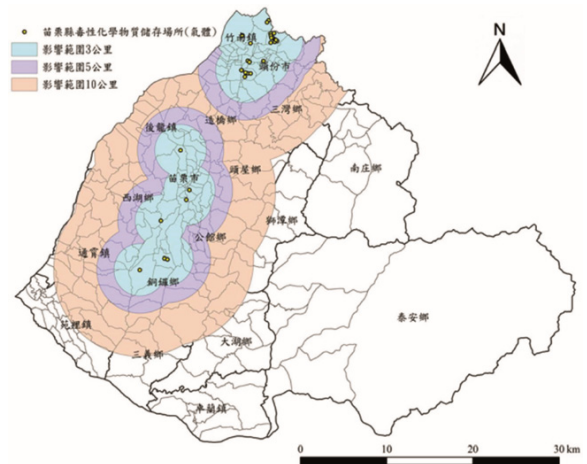 苗栗縣毒性化學物質儲存場所(氣體)
影響範圍3公里
影響範圍5公里
影響範圍10公里
N
竹南鎮
頭份市
三灣鄉
造橋鄉
後龍鎮
頭屋鄉
南庄鄉
苗栗市
西湖鄉
獅潭鄉
公館鄉
通霄鎮
銅鑼鄉
泰安鄉
苑裡鎮
大湖鄉
三義鄉
卓蘭鎮
0 10 20 30 km